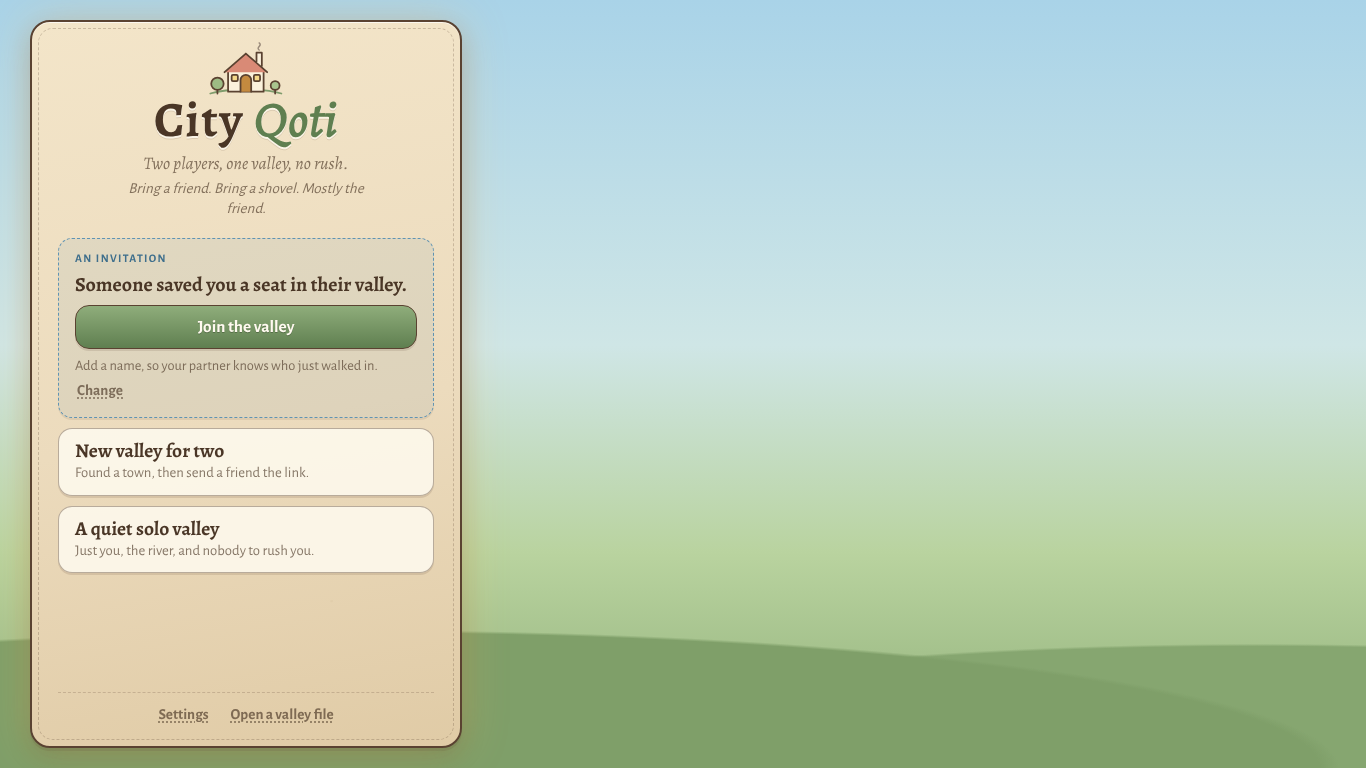 City Qoti
Two players, one valley, no rush.
Bring a friend. Bring a shovel. Mostly the
friend.
AN INVITATION
Someone saved you a seat in their valley.
Join the valley
Add a name, so your partner knows who just walked in.
Change
New valley for two
Found a town, then send a friend the link.
A quiet solo valley
Just you, the river, and nobody to rush you.
Settings Open a valley file